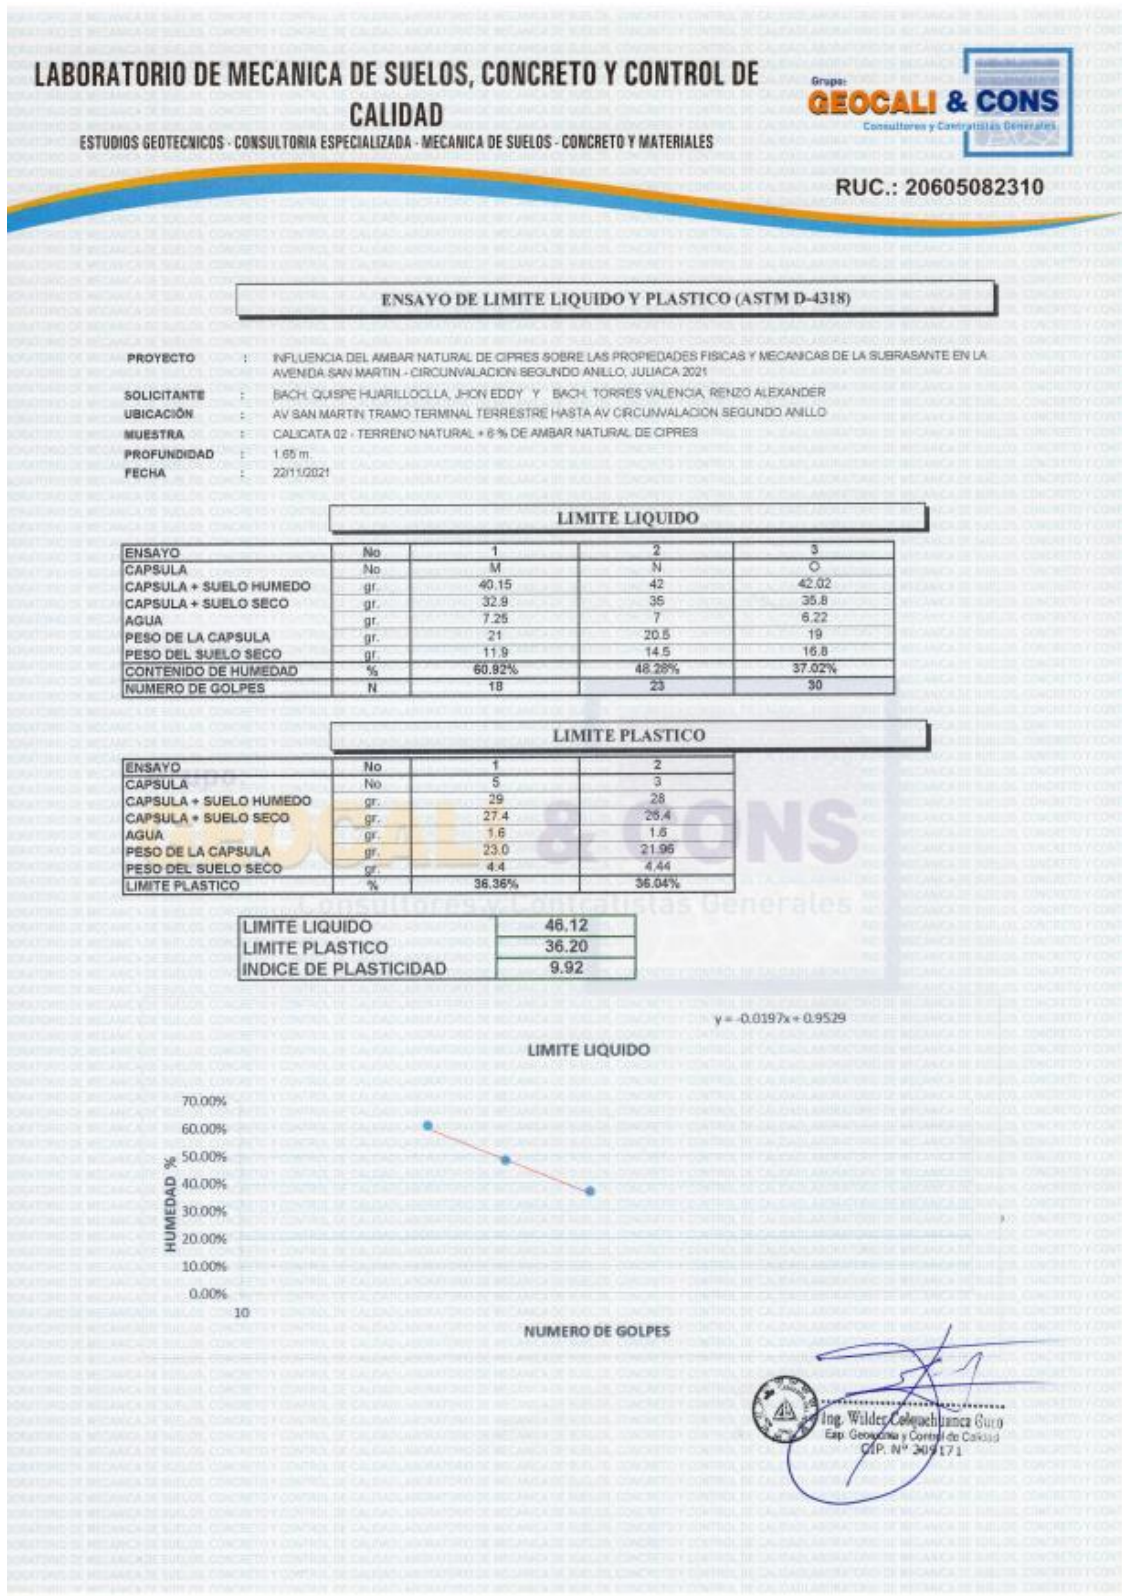 LABORATORIO DE MECANICA DE SUELOS, CONCRETO Y CONTROL DE
CALIDAD
ESTUDIOS GEOTECNICOS - CONSULTORIA ESPECIALIZADA - MECANICA DE SUELOS - CONCRETO Y MATERIALES
Grupo:
GEOCALI & CONS
Consultores y Contratistas Generales
RUC.: 20605082310
ENSAYO DE LIMITE LIQUIDO Y PLASTICO (ASTM D-4318)
PROYECTO : INFLUENCIA DEL AMBAR NATURAL DE CIPRES SOBRE LAS PROPIEDADES FISICAS Y MECANICAS DE LA SUBRASANTE EN LA
AVENIDA SAN MARTIN - CIRCUNVALACION SEGUNDO ANILLO, JULIACA 2021
SOLICITANTE : BACH. QUISPE HUARILLOCLLA, JHON EDDY Y BACH. TORRES VALENCIA, RENZO ALEXANDER
UBICACIÓN : AV SAN MARTIN TRAMO TERMINAL TERRESTRE HASTA AV CIRCUNVALACION SEGUNDO ANILLO
MUESTRA : CALICATA 02 - TERRENO NATURAL + 6 % DE AMBAR NATURAL DE CIPRES
PROFUNDIDAD : 1.65 m.
FECHA : 22/11/2021
LIMITE LIQUIDO
ENSAYO No 1 2 3
CAPSULA No M N O
CAPSULA + SUELO HUMEDO gr. 40.15 42 42.02
CAPSULA + SUELO SECO gr. 32.9 35 35.8
AGUA gr. 7.25 7 6.22
PESO DE LA CAPSULA gr. 21 20.5 19
PESO DEL SUELO SECO gr. 11.9 14.5 16.8
CONTENIDO DE HUMEDAD % 60.92% 48.28% 37.02%
NUMERO DE GOLPES N 18 23 30
LIMITE PLASTICO
ENSAYO No 1 2
CAPSULA No 5 3
CAPSULA + SUELO HUMEDO gr. 29 28
CAPSULA + SUELO SECO gr. 27.4 26.4
AGUA gr. 1.6 1.6
PESO DE LA CAPSULA gr. 23.0 21.96
PESO DEL SUELO SECO gr. 4.4 4.44
LIMITE PLASTICO % 36.36% 36.04%
LIMITE LIQUIDO 46.12
LIMITE PLASTICO 36.20
INDICE DE PLASTICIDAD 9.92
y = -0.0197x + 0.9529
LIMITE LIQUIDO
70.00%
60.00%
50.00%
40.00%
30.00%
20.00%
10.00%
0.00%
HUMEDAD %
10
NUMERO DE GOLPES
Ing. Wilder Colquehuanca
Esp. Geotecnia y Control de Calidad
CIP. Nº 209171